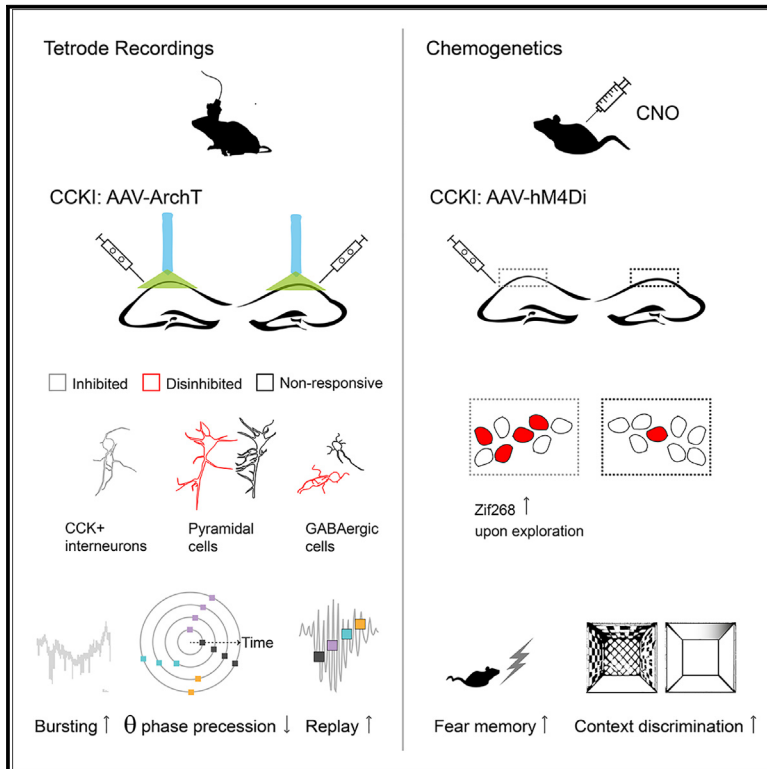 Tetrode Recordings
CCKI: AAV-ArchT
Inhibited
Disinhibited
Non-responsive
CCK+
interneurons
Pyramidal
cells
GABAergic
cells
Time
Bursting ↑
θ phase precession ↓
Replay ↑
Chemogenetics
CNO
CCKI: AAV-hM4Di
Zif268 ↑
upon exploration
Fear memory ↑
Context discrimination ↑